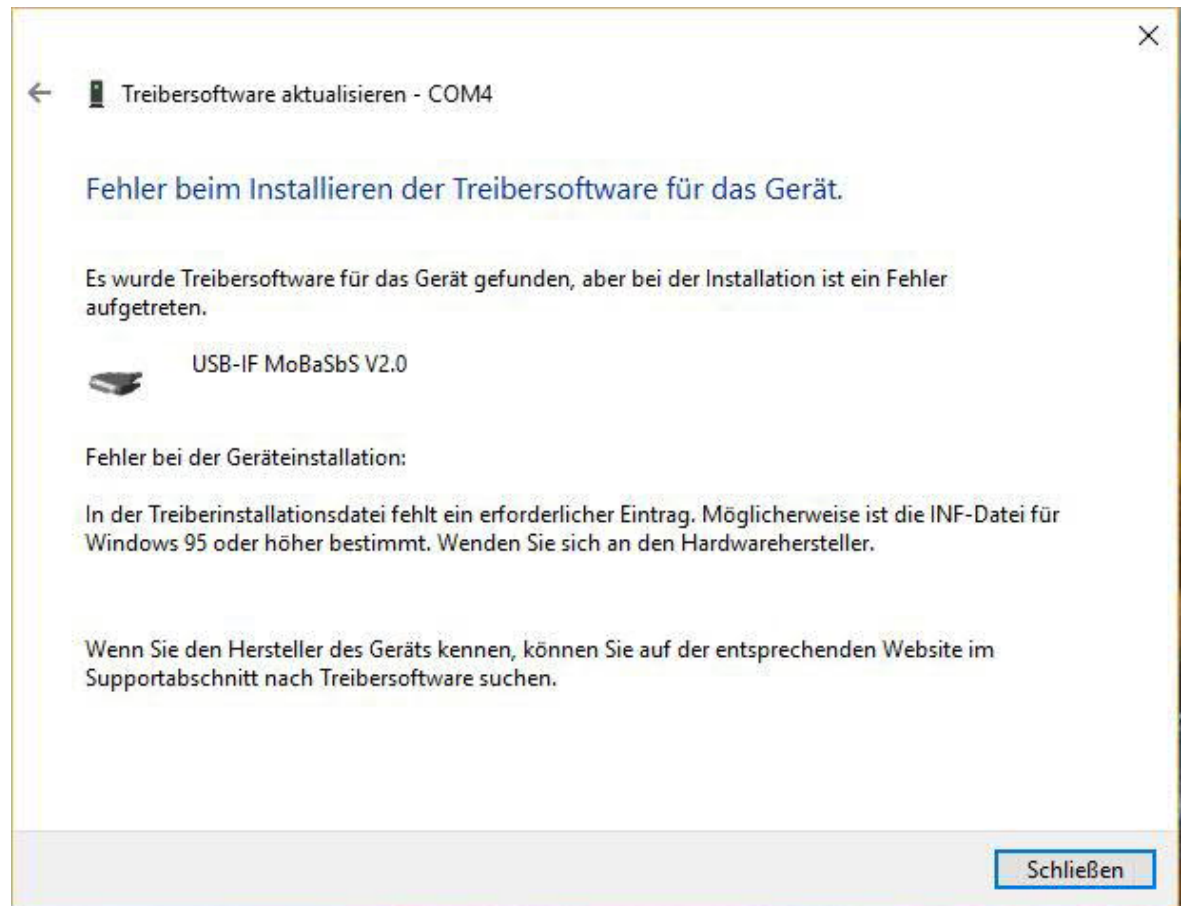 Treibersoftware aktualisieren - COM4
Fehler beim Installieren der Treibersoftware für das Gerät.
Es wurde Treibersoftware für das Gerät gefunden, aber bei der Installation ist ein Fehler
aufgetreten.
USB-IF MoBaSbS V2.0
Fehler bei der Geräteinstallation:
In der Treiberinstallationsdatei fehlt ein erforderlicher Eintrag. Möglicherweise ist die INF-Datei für
Windows 95 oder höher bestimmt. Wenden Sie sich an den Hardwarehersteller.
Wenn Sie den Hersteller des Geräts kennen, können Sie auf der entsprechenden Website im
Supportabschnitt nach Treibersoftware suchen.
Schließen